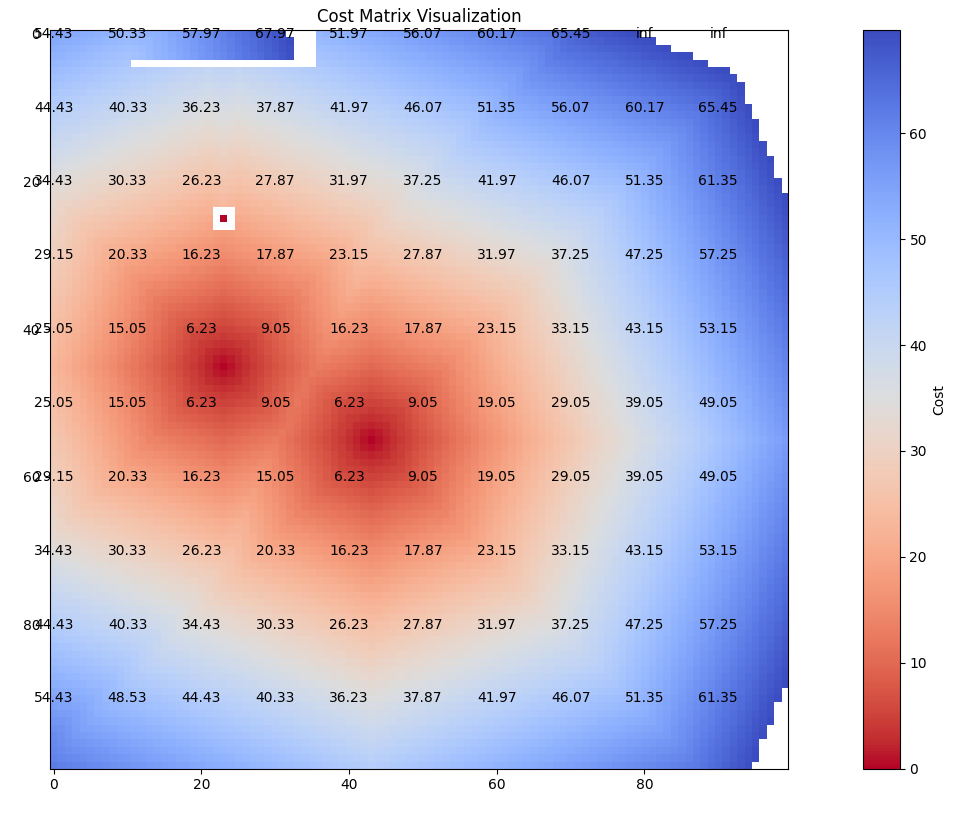 Cost Matrix Visualization
0 54.43 50.33 57.97 67.97 51.97 56.07 60.17 65.45 inf inf
44.43 40.33 36.23 37.87 41.97 46.07 51.35 56.07 60.17 65.45
20 34.43 30.33 26.23 27.87 31.97 37.25 41.97 46.07 51.35 61.35
29.15 20.33 16.23 17.87 23.15 27.87 31.97 37.25 47.25 57.25
40 25.05 15.05 6.23 9.05 16.23 17.87 23.15 33.15 43.15 53.15
25.05 15.05 6.23 9.05 6.23 9.05 19.05 29.05 39.05 49.05
60 29.15 20.33 16.23 15.05 6.23 9.05 19.05 29.05 39.05 49.05
34.43 30.33 26.23 20.33 16.23 17.87 23.15 33.15 43.15 53.15
80 44.43 40.33 34.43 30.33 26.23 27.87 31.97 37.25 47.25 57.25
54.43 48.53 44.43 40.33 36.23 37.87 41.97 46.07 51.35 61.35
0 20 40 60 80
60
50
40
30
20
10
0
Cost